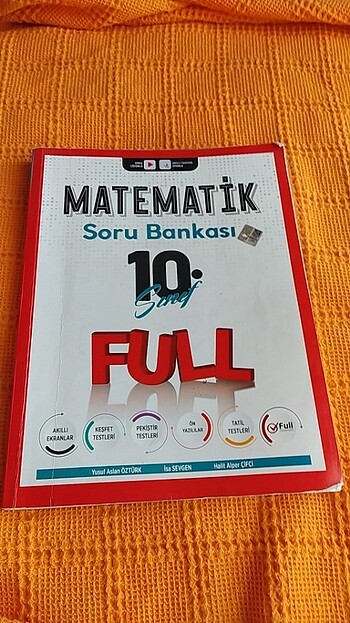 MATEMATİK
Soru Bankası
10.
Sınıf
FULL
AKILLI
EKRANLAR
KEŞFET
TESTLERİ
PEKİŞTİR
TESTLERİ
ÖN
YAZILILAR
TATİL
TESTLERİ
Full
Yusuf Aslan ÖZTÜRK
İsa SEVGEN
Halit Alper ÇİFÇİ